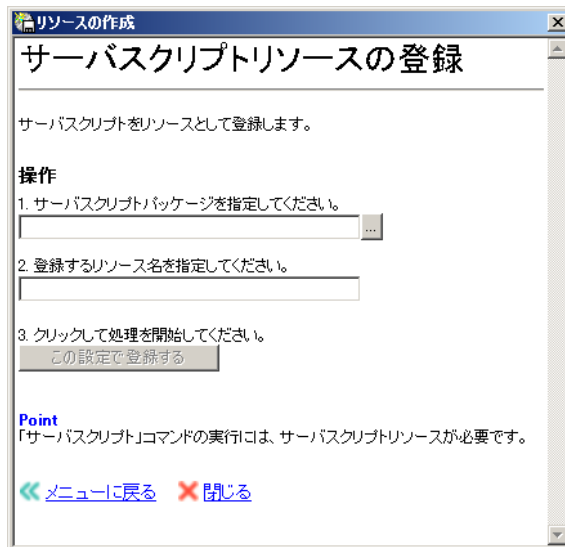 リソースの作成
サーバスクリプトリソースの登録
サーバスクリプトをリソースとして登録します。
操作
1. サーバスクリプトパッケージを指定してください。
...
2. 登録するリソース名を指定してください。
3. クリックして処理を開始してください。
この設定で登録する
Point
「サーバスクリプト」コマンドの実行には、サーバスクリプトリソースが必要です。
メニューに戻る 閉じる